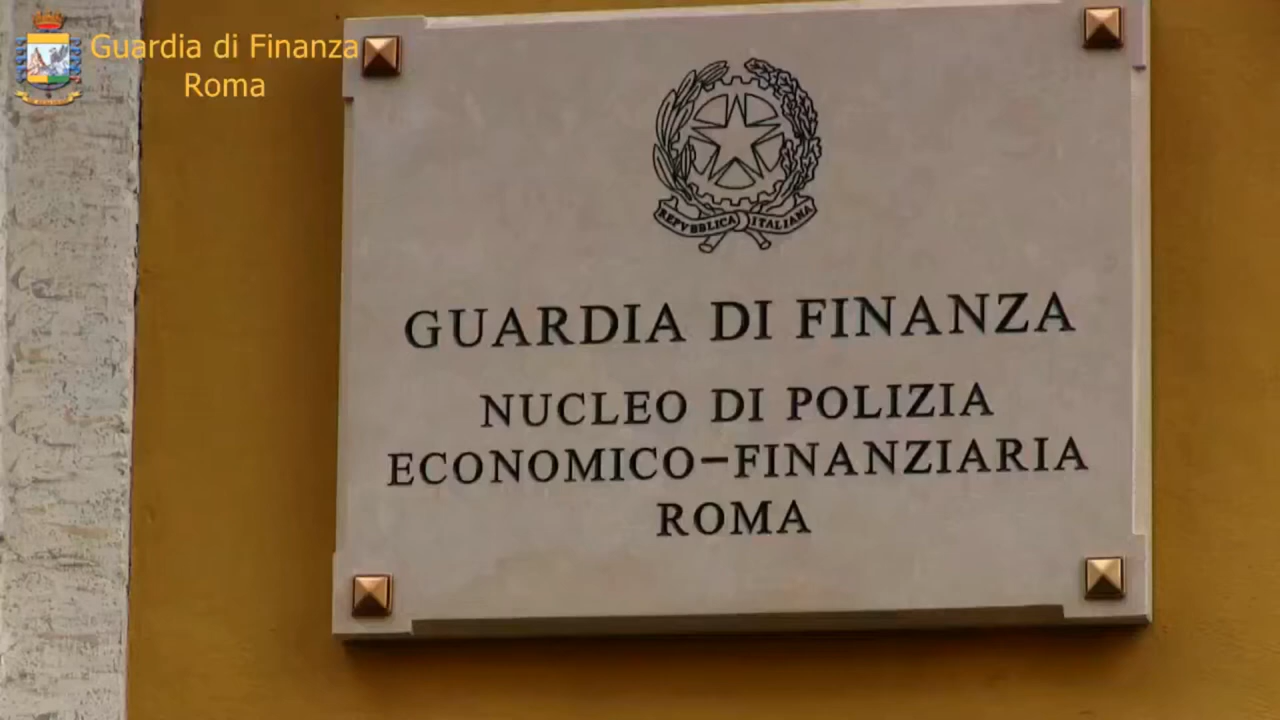 Guardia di Finanza
Roma
REPVBBLICA ITALIANA
GUARDIA DI FINANZA
NUCLEO DI POLIZIA
ECONOMICO-FINANZIARIA
ROMA